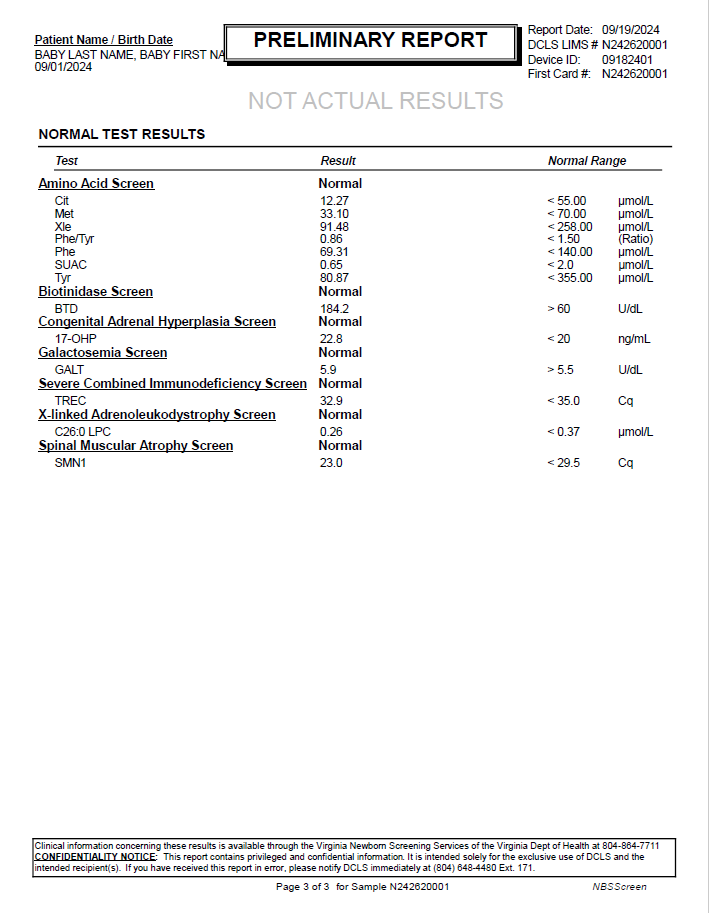 Patient Name / Birth Date
BABY LAST NAME, BABY FIRST NA
09/01/2024
PRELIMINARY REPORT
Report Date: 09/19/2024
DCLS LIMS # N242620001
Device ID: 09182401
First Card #: N242620001
NOT ACTUAL RESULTS
NORMAL TEST RESULTS
Test Result Normal Range
Amino Acid Screen Normal
Cit 12.27 < 55.00 µmol/L
Met 33.10 < 70.00 µmol/L
Xle 91.48 < 258.00 µmol/L
Phe/Tyr 0.86 < 1.50 (Ratio)
Phe 69.31 < 140.00 µmol/L
SUAC 0.65 < 2.0 µmol/L
Tyr 80.87 < 355.00 µmol/L
Biotinidase Screen Normal
BTD 184.2 > 60 U/dL
Congenital Adrenal Hyperplasia Screen Normal
17-OHP 22.8 < 20 ng/mL
Galactosemia Screen Normal
GALT 5.9 > 5.5 U/dL
Severe Combined Immunodeficiency Screen Normal
TREC 32.9 < 35.0 Cq
X-linked Adrenoleukodystrophy Screen Normal
C26:0 LPC 0.26 < 0.37 µmol/L
Spinal Muscular Atrophy Screen Normal
SMN1 23.0 < 29.5 Cq
Clinical information concerning these results is available through the Virginia Newborn Screening Services of the Virginia Dept of Health at 804-864-7711
CONFIDENTIALITY NOTICE: This report contains privileged and confidential information. It is intended solely for the exclusive use of DCLS and the
intended recipient(s). If you have received this report in error, please notify DCLS immediately at (804) 648-4480 Ext. 171.
Page 3 of 3 for Sample N242620001
NBSScreen